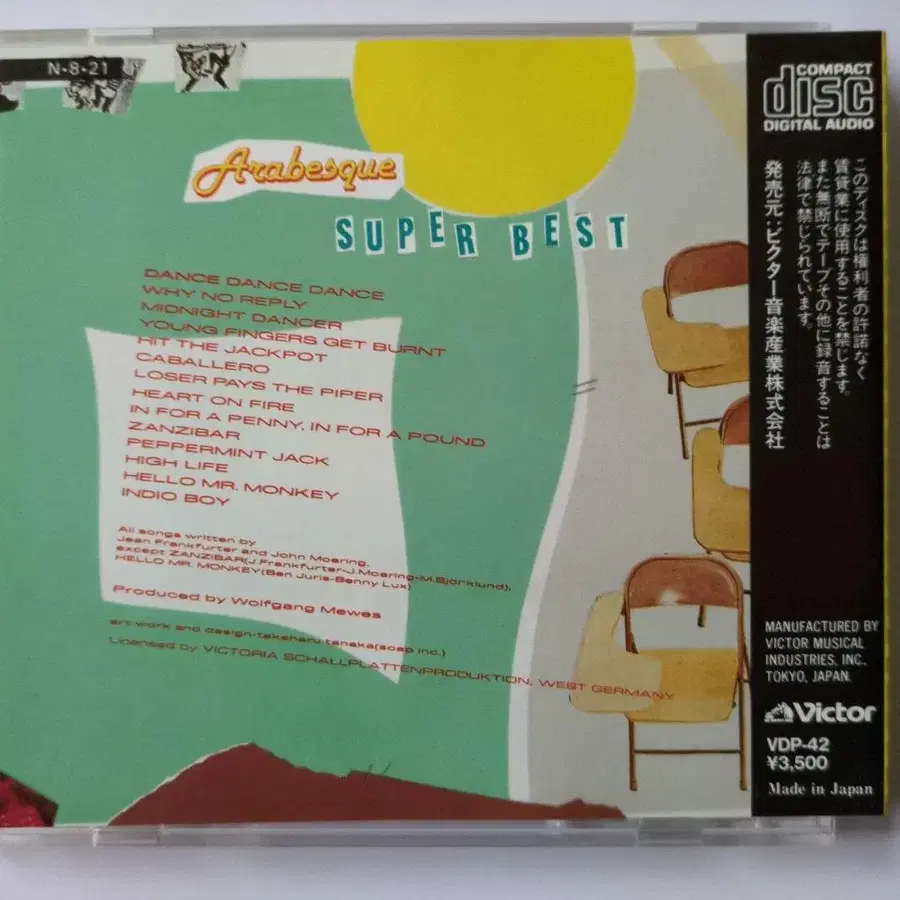 N-8-21
Arabesque
SUPER BEST
DANCE DANCE DANCE
WHY NO REPLY
MIDNIGHT DANCER
YOUNG FINGERS GET BURNT
HIT THE JACKPOT
CABALLERO
LOSER PAYS THE PIPER
HEART ON FIRE
IN FOR A PENNY, IN FOR A POUND
ZANZIBAR
PEPPERMINT JACK
HIGH LIFE
HELLO MR. MONKEY
INDIO BOY
All songs written by
Jean Frankfurter and John Moering,
except ZANZIBAR(J.Frankfurter-J.Moering-M.Björklund),
HELLO MR. MONKEY(Ben Juris-Benny Lux)
Produced by Wolfgang Mewes
art work and design-takeharu tanaka(soap inc.)
Licensed by VICTORIA SCHALLPLATTENPRODUKTION, WEST GERMANY
COMPACT
disc
DIGITAL AUDIO
このディスクは権利者の許諾なく
賃貸業に使用することを禁じます。
また無断でテープその他に録音することは
法律で禁じられています。
発売元:ビクター音楽産業株式会社
MANUFACTURED BY
VICTOR MUSICAL
INDUSTRIES, INC.,
TOKYO, JAPAN.
Victor
VDP-42
¥3,500
Made in Japan